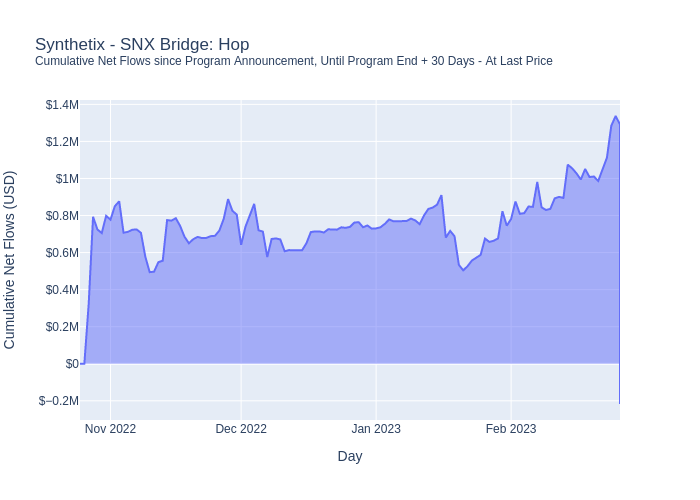 Synthetix - SNX Bridge: Hop
Cumulative Net Flows since Program Announcement, Until Program End + 30 Days - At Last Price
Cumulative Net Flows (USD)
$1.4M
$1.2M
$1M
$0.8M
$0.6M
$0.4M
$0.2M
$0
$−0.2M
Nov 2022
Dec 2022
Jan 2023
Feb 2023
Day